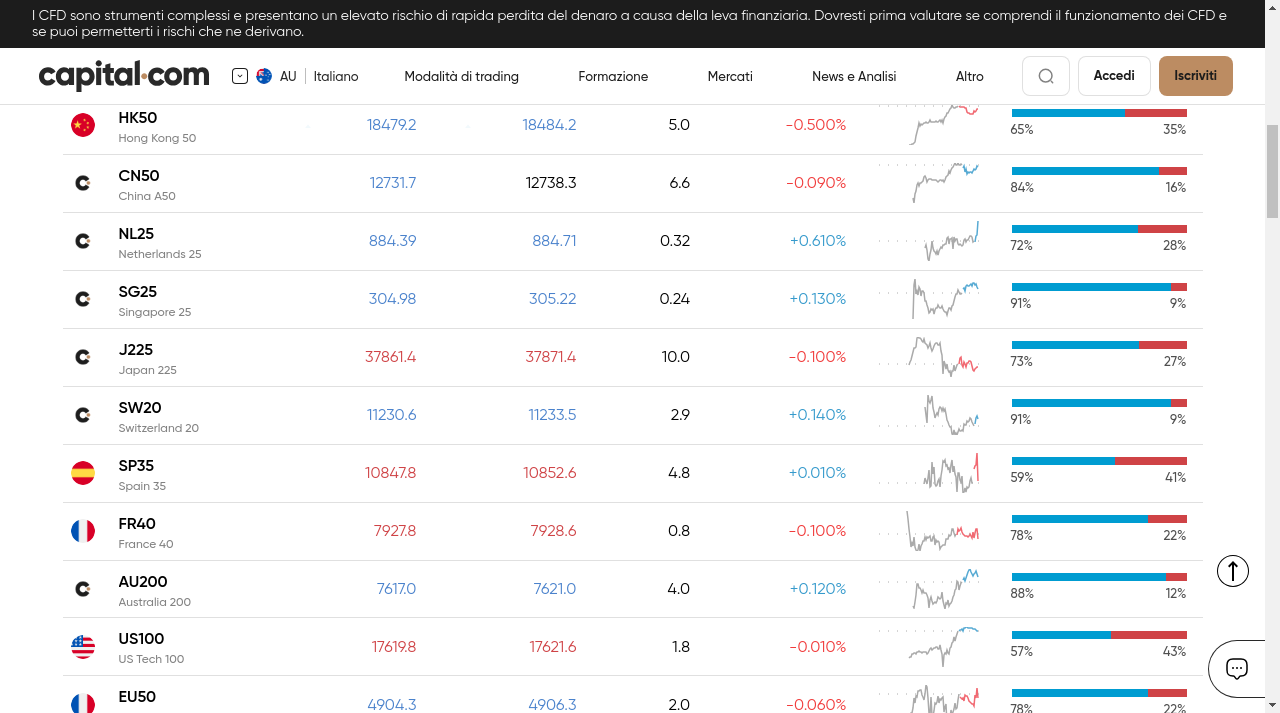 I CFD sono strumenti complessi e presentano un elevato rischio di rapida perdita del denaro a causa della leva finanziaria. Dovresti prima valutare se comprendi il funzionamento dei CFD e
se puoi permetterti i rischi che ne derivano.
capital.com AU Italiano Modalità di trading Formazione Mercati News e Analisi Altro Accedi Iscriviti
HK50 18479.2 18484.2 5.0 -0.500%
Hong Kong 50 65% 35%
CN50 12731.7 12738.3 6.6 -0.090%
China A50 84% 16%
NL25 884.39 884.71 0.32 +0.610%
Netherlands 25 72% 28%
SG25 304.98 305.22 0.24 +0.130%
Singapore 25 91% 9%
J225 37861.4 37871.4 10.0 -0.100%
Japan 225 73% 27%
SW20 11230.6 11233.5 2.9 +0.140%
Switzerland 20 91% 9%
SP35 10847.8 10852.6 4.8 +0.010%
Spain 35 59% 41%
FR40 7927.8 7928.6 0.8 -0.100%
France 40 78% 22%
AU200 7617.0 7621.0 4.0 +0.120%
Australia 200 88% 12%
US100 17619.8 17621.6 1.8 -0.010%
US Tech 100 57% 43%
EU50 4904.3 4906.3 2.0 -0.060%
78% 22%